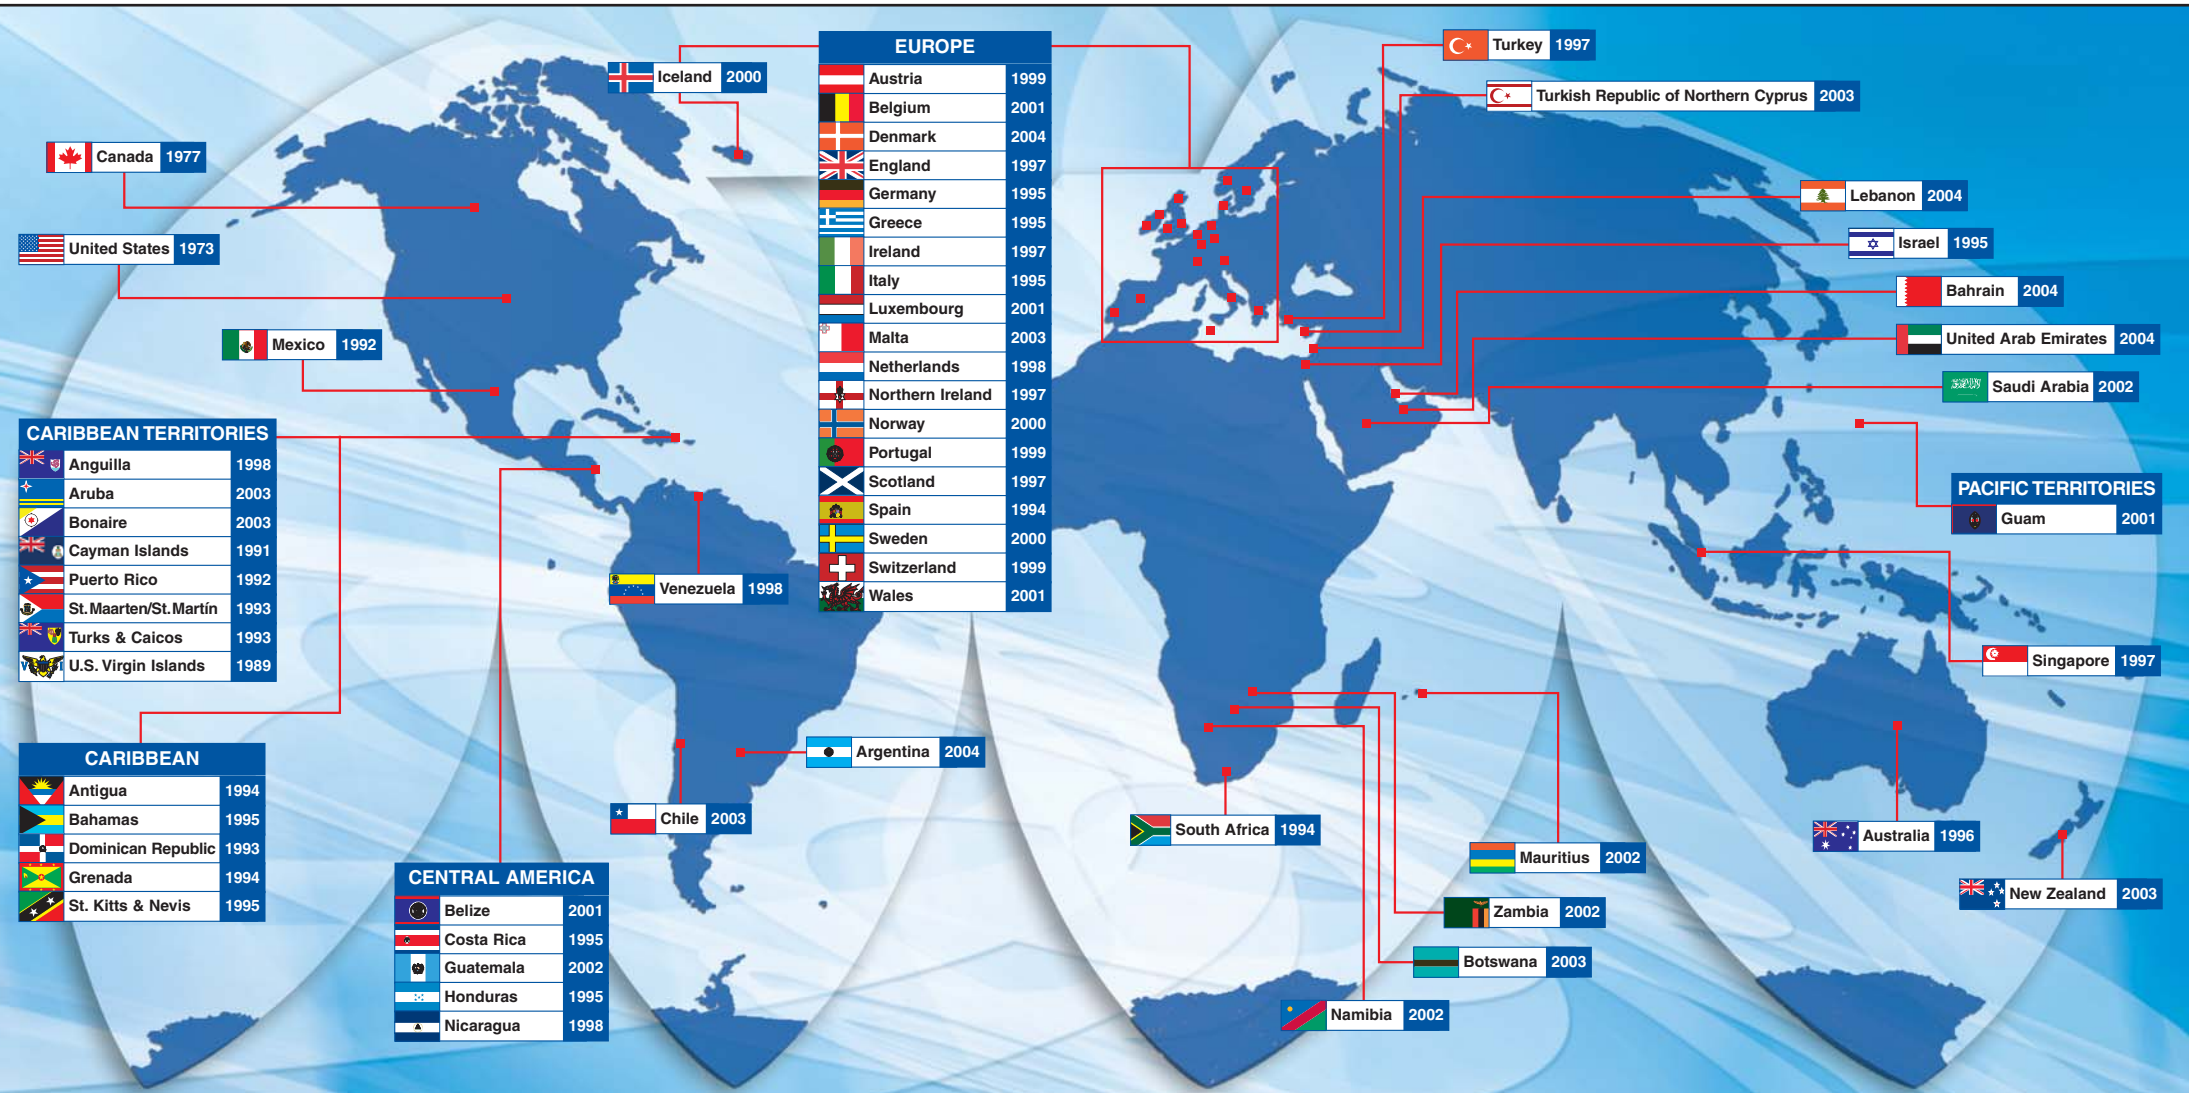 Canada 1977
United States 1973
Mexico 1992
CARIBBEAN TERRITORIES
Anguilla 1998
Aruba 2003
Bonaire 2003
Cayman Islands 1991
Puerto Rico 1992
St.Maarten/St.Martín 1993
Turks & Caicos 1993
U.S. Virgin Islands 1989
CARIBBEAN
Antigua 1994
Bahamas 1995
Dominican Republic 1993
Grenada 1994
St. Kitts & Nevis 1995
CENTRAL AMERICA
Belize 2001
Costa Rica 1995
Guatemala 2002
Honduras 1995
Nicaragua 1998
Iceland 2000
Venezuela 1998
Argentina 2004
Chile 2003
EUROPE
Austria 1999
Belgium 2001
Denmark 2004
England 1997
Germany 1995
Greece 1995
Ireland 1997
Italy 1995
Luxembourg 2001
Malta 2003
Netherlands 1998
Northern Ireland 1997
Norway 2000
Portugal 1999
Scotland 1997
Spain 1994
Sweden 2000
Switzerland 1999
Wales 2001
Turkey 1997
Turkish Republic of Northern Cyprus 2003
Lebanon 2004
Israel 1995
Bahrain 2004
United Arab Emirates 2004
Saudi Arabia 2002
PACIFIC TERRITORIES
Guam 2001
Singapore 1997
Australia 1996
New Zealand 2003
South Africa 1994
Mauritius 2002
Zambia 2002
Botswana 2003
Namibia 2002